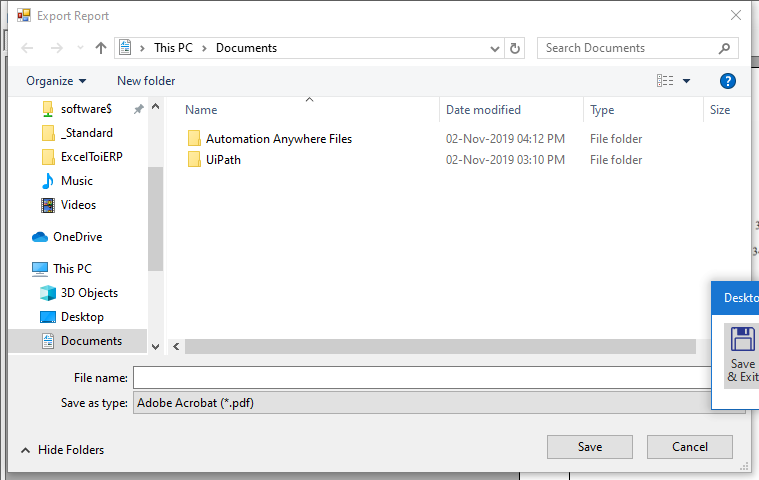 Export Report
This PC > Documents
Search Documents
Organize
New folder
?
Name
Date modified
Type
Size
software$
_Standard
ExcelToiERP
Music
Videos
OneDrive
This PC
3D Objects
Desktop
Documents
Automation Anywhere Files 02-Nov-2019 04:12 PM File folder
UiPath 02-Nov-2019 03:10 PM File folder
Deskto
Save
& Exit
File name:
Save as type: Adobe Acrobat (*.pdf)
Hide Folders
Save
Cancel